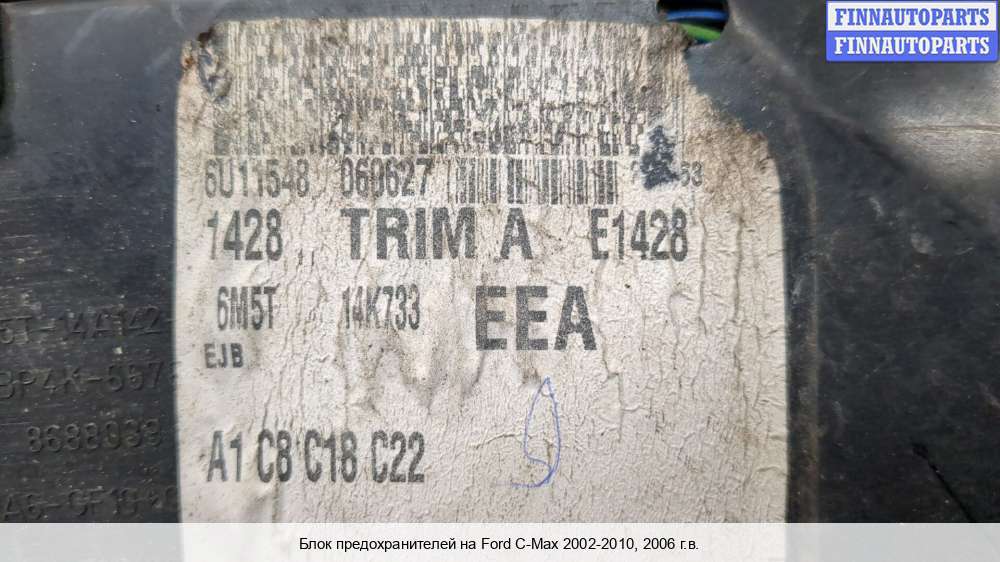 FINNAUTOPARTS
FINNAUTOPARTS
6U11548 060627
1428 TRIM A E1428
6M5T 14K733 EEA
EJB
A1 C8 C18 C22
8688039
Блок предохранителей на Ford C-Max 2002-2010, 2006 г.в.